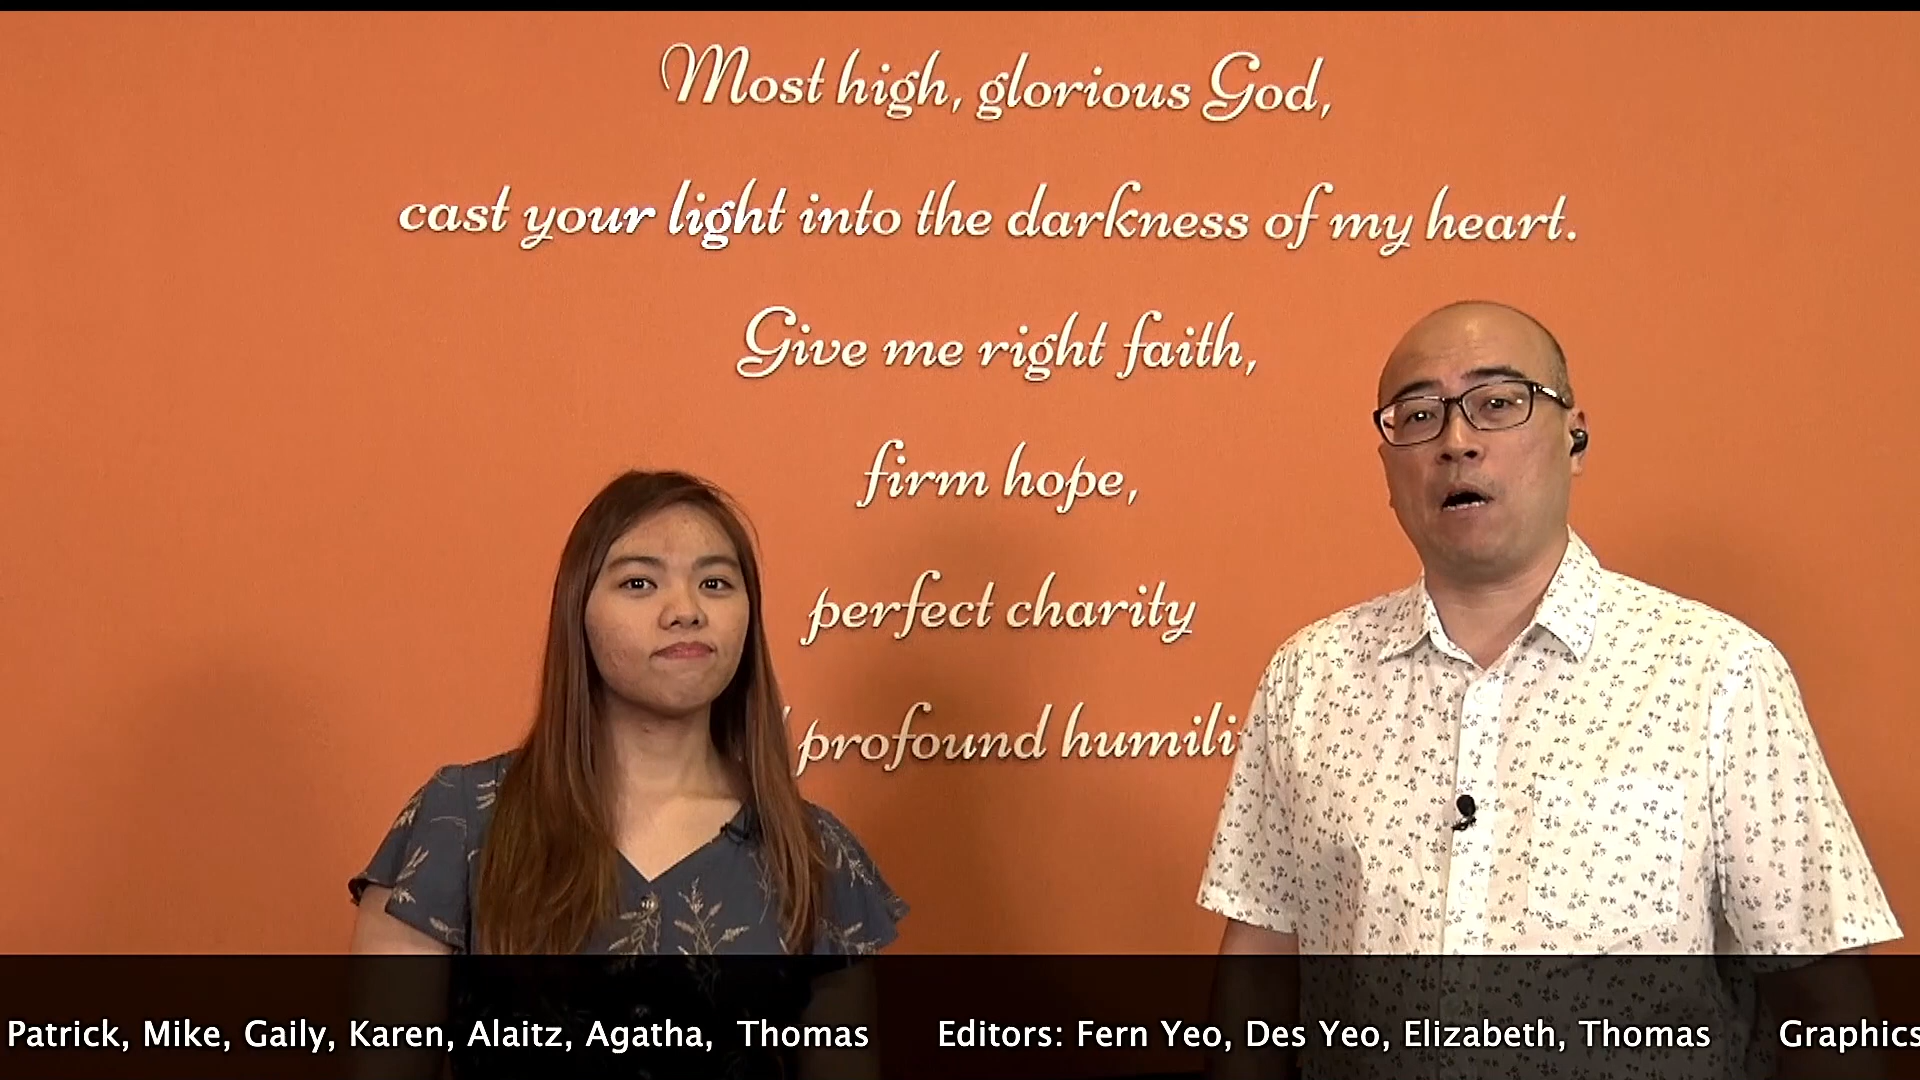 Most high, glorious God,
cast your light into the darkness of my heart.
Give me right faith,
firm hope,
perfect charity
profound
Patrick, Mike, Gaily, Karen, Alaitz, Agatha, Thomas Editors: Fern Yeo, Des Yeo, Elizabeth, Thomas Graphics